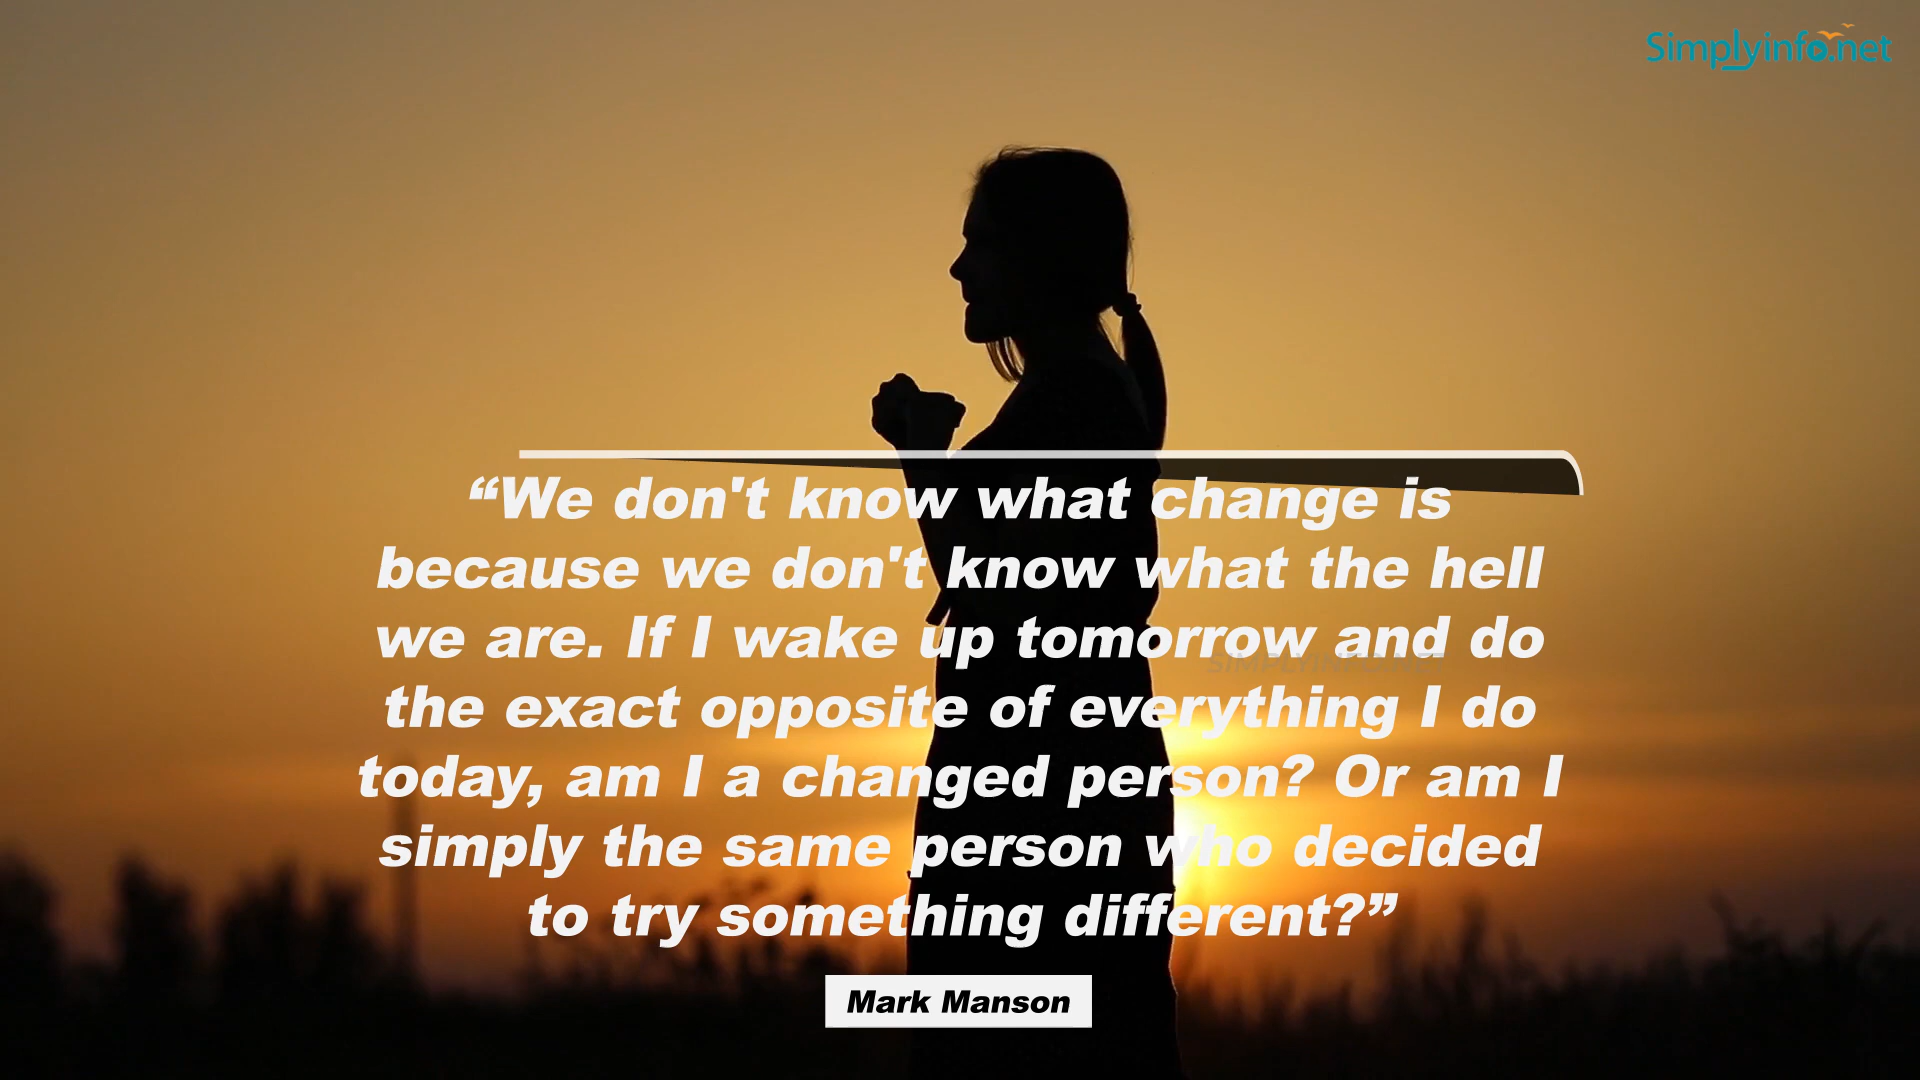 Simplyinfo.net
“We don't know what change is
because we don't know what the hell
we are. If I wake up tomorrow and do
the exact opposite of everything I do
today, am I a changed person? Or am I
simply the same person who decided
to try something different?”
SIMPLYINFO.NET
Mark Manson